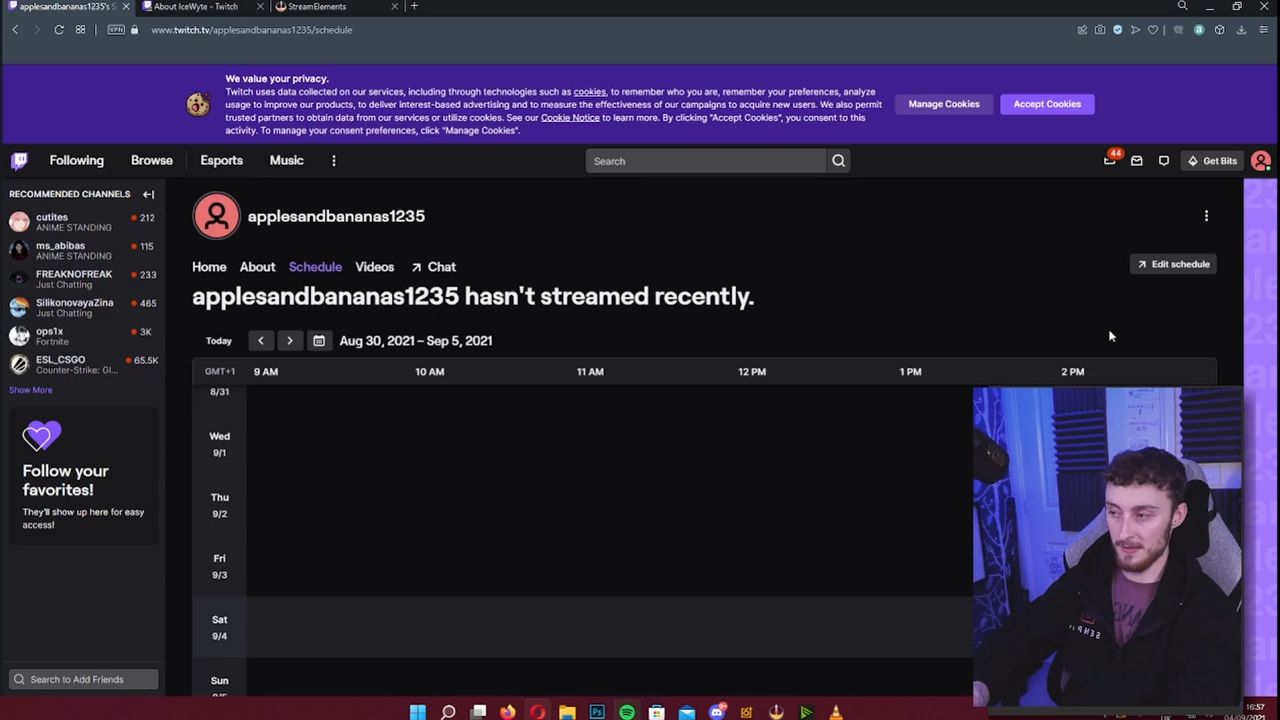 applesandbananas1235's S
About IceWyte - Twitch
StreamElements
VPN
www.twitch.tv/applesandbananas1235/schedule
We value your privacy.
Twitch uses data collected on our services, including through technologies such as cookies, to remember who you are, remember your preferences, analyze
usage to improve our products, to deliver interest-based advertising and to measure the effectiveness of our campaigns to acquire new users. We also permit
trusted partners to obtain data from our services or utilize cookies. See our Cookie Notice to learn more. By clicking "Accept Cookies", you consent to this
activity. To manage your consent preferences, click "Manage Cookies".
Manage Cookies
Accept Cookies
Following
Browse
Esports
Music
Search
44
Get Bits
RECOMMENDED CHANNELS
cutites
212
ANIME STANDING
ms_abibas
115
ANIME STANDING
FREAKNOFREAK
233
Just Chatting
SilikonovayaZina
465
Just Chatting
ops1x
3K
Fortnite
ESL_CSGO
65.5K
Counter-Strike: Gl...
Show More
Follow your
favorites!
They'll show up here for easy
access!
Search to Add Friends
applesandbananas1235
Home
About
Schedule
Videos
Chat
Edit schedule
applesandbananas1235 hasn't streamed recently.
Today
Aug 30, 2021 – Sep 5, 2021
GMT+1
9 AM
10 AM
11 AM
12 PM
1 PM
2 PM
8/31
Wed
9/1
Thu
9/2
Fri
9/3
Sat
9/4
Sun
Ps
16:57